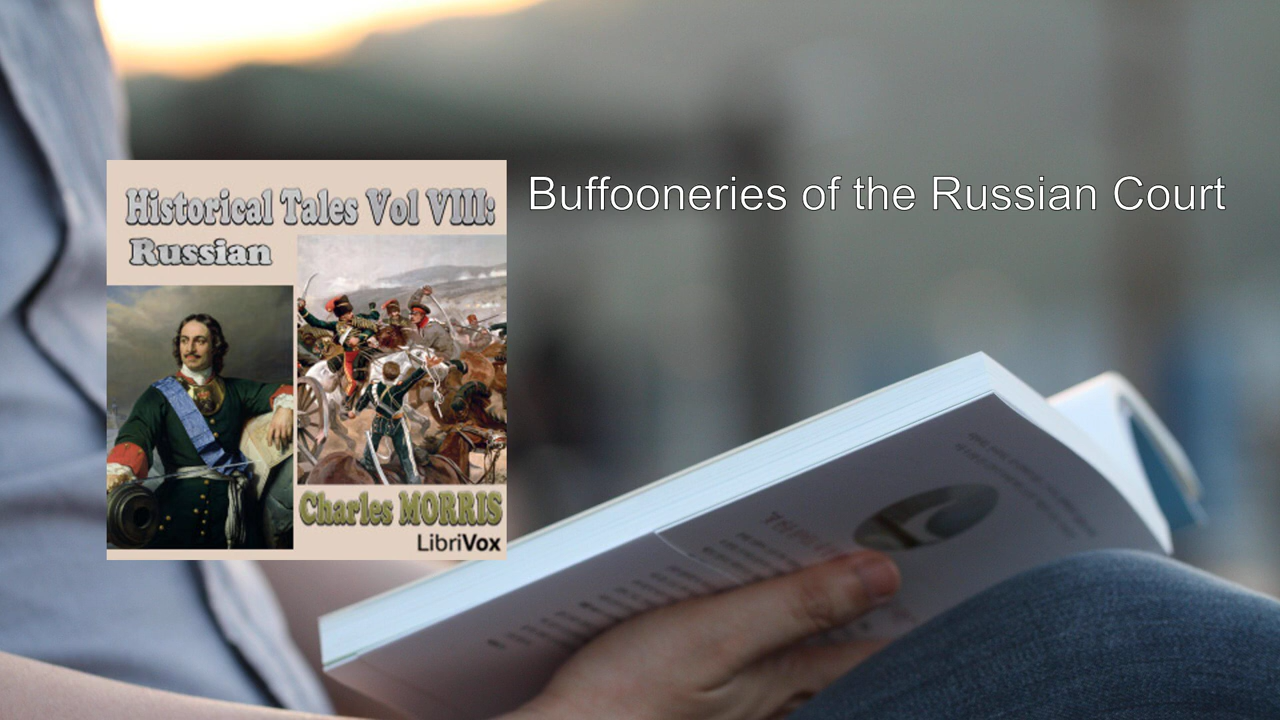 Historical Tales Vol VIII:
Russian
Charles MORRIS
LibriVox
Buffooneries of the Russian Court